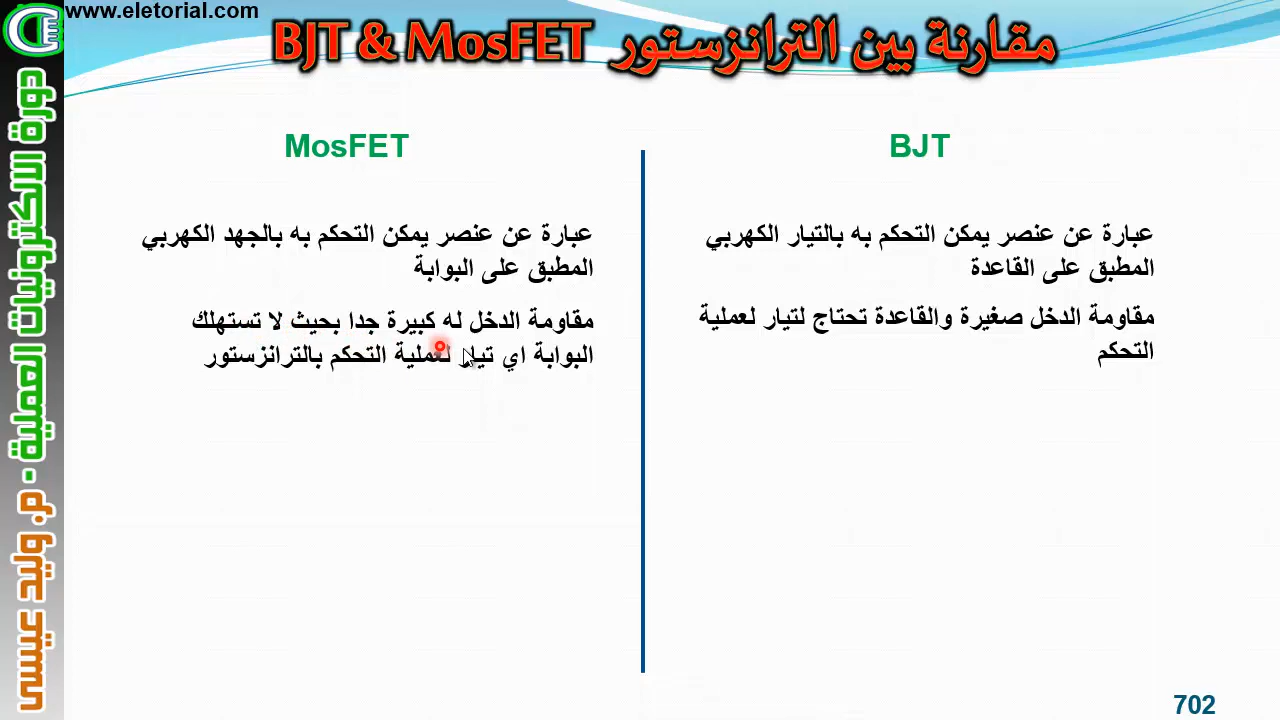 www.eletorial.com
مقارنة بين الترانزستور BJT & MosFET
BJT
عبارة عن عنصر يمكن التحكم به بالتيار الكهربي
المطبق على القاعدة
مقاومة الدخل صغيرة والقاعدة تحتاج لتيار لعملية
التحكم
MosFET
عبارة عن عنصر يمكن التحكم به بالجهد الكهربي
المطبق على البوابة
مقاومة الدخل له كبيرة جدا بحيث لا تستهلك
البوابة اي تيار لعملية التحكم بالترانزستور
دورة الالكترونيات العملية - م. وليد عيسى
702